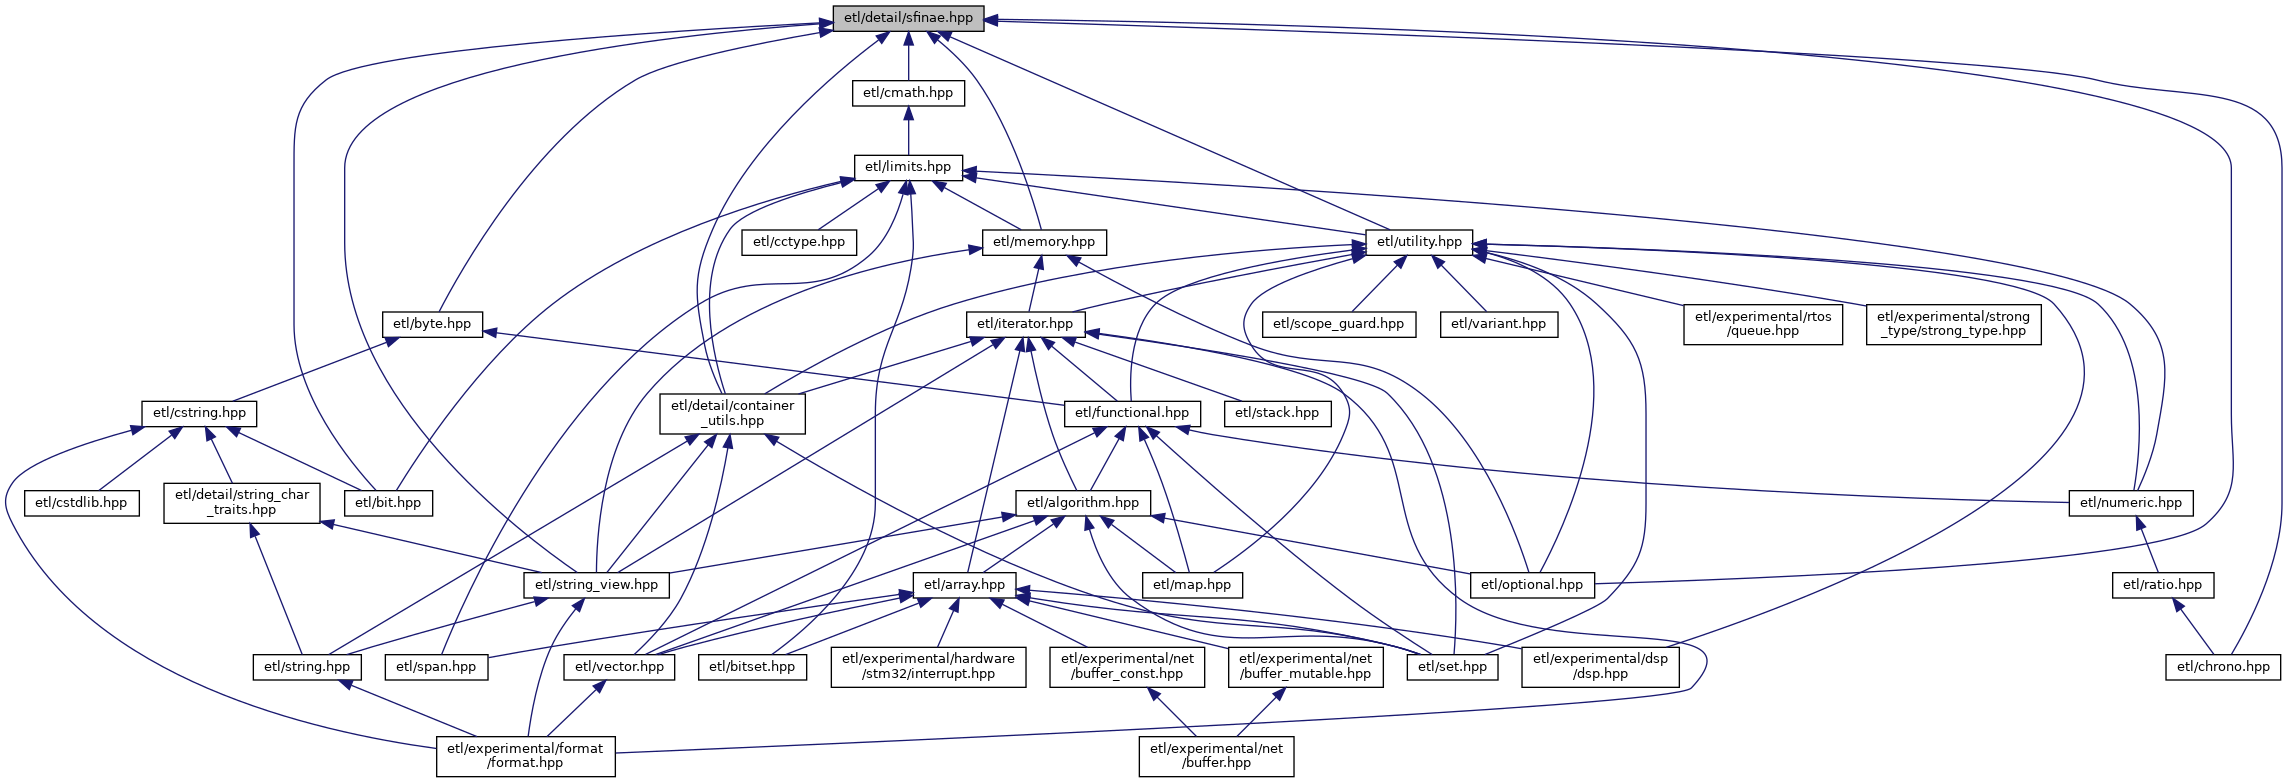 etl/detail/sfinae.hpp
etl/cmath.hpp
etl/limits.hpp
etl/cctype.hpp
etl/memory.hpp
etl/utility.hpp
etl/byte.hpp
etl/iterator.hpp
etl/scope_guard.hpp
etl/variant.hpp
etl/experimental/rtos
/queue.hpp
etl/experimental/strong
_type/strong_type.hpp
etl/cstring.hpp
etl/detail/container
_utils.hpp
etl/functional.hpp
etl/stack.hpp
etl/cstdlib.hpp
etl/detail/string_char
_traits.hpp
etl/bit.hpp
etl/algorithm.hpp
etl/numeric.hpp
etl/string_view.hpp
etl/array.hpp
etl/map.hpp
etl/optional.hpp
etl/ratio.hpp
etl/string.hpp
etl/span.hpp
etl/vector.hpp
etl/bitset.hpp
etl/experimental/hardware
/stm32/interrupt.hpp
etl/experimental/net
/buffer_const.hpp
etl/experimental/net
/buffer_mutable.hpp
etl/set.hpp
etl/experimental/dsp
/dsp.hpp
etl/chrono.hpp
etl/experimental/format
/format.hpp
etl/experimental/net
/buffer.hpp